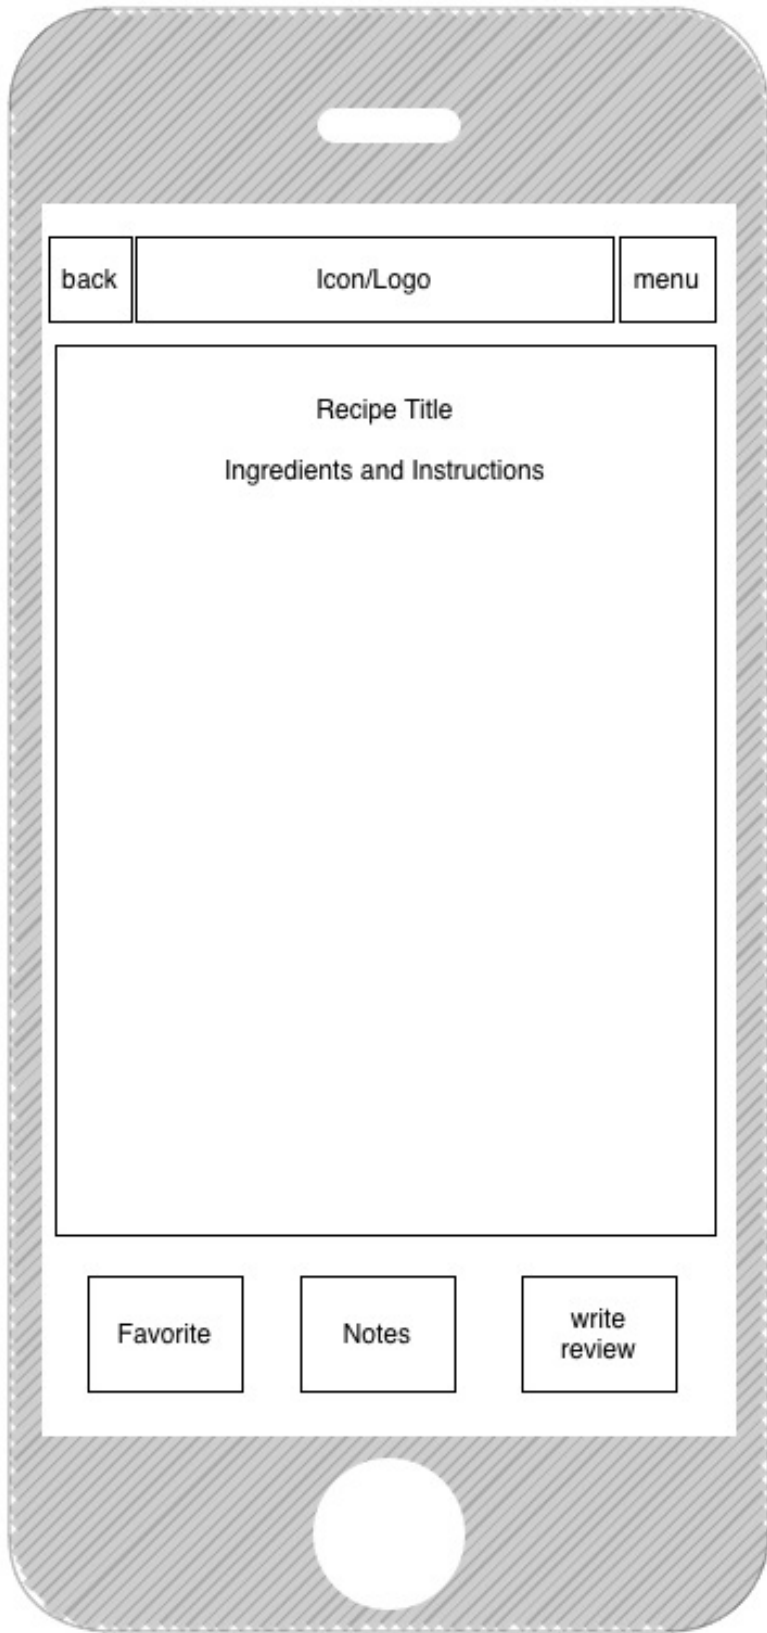 back
Icon/Logo
menu
Recipe Title
Ingredients and Instructions
Favorite
Notes
write
review